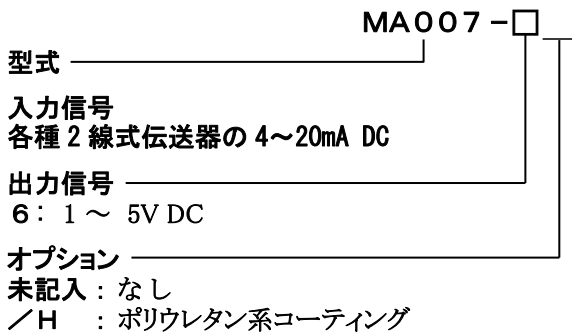 MA007-□
型式
入力信号
各種2線式伝送器の4～20mA DC
出力信号
6： 1～ 5V DC
オプション
未記入：なし
／H ：ポリウレタン系コーティング